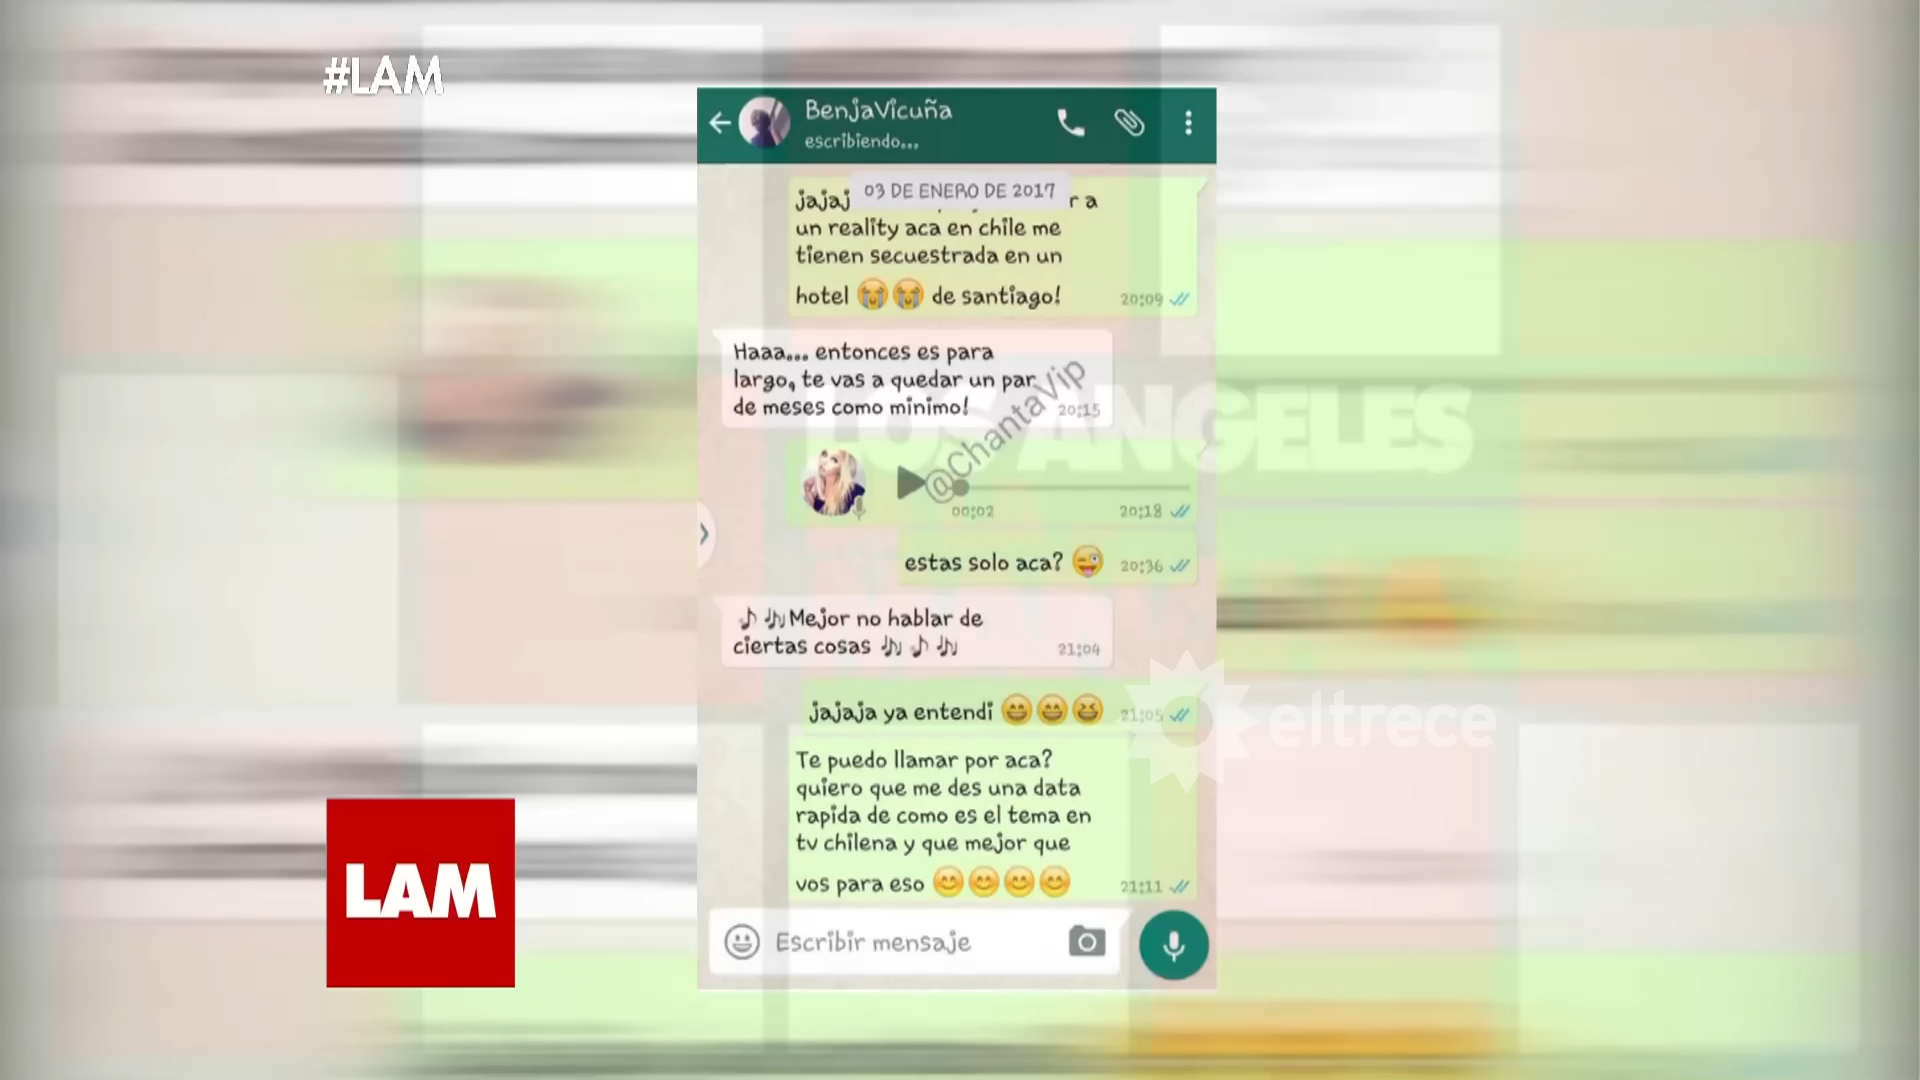 #LAM
BenjaVicuña
escribiendo...
03 DE ENERO DE 2017
jajaj r a
un reality aca en chile me
tienen secuestrada en un
hotel 😭😭 de santiago!
20:09
Haaa... entonces es para
largo, te vas a quedar un par
de meses como minimo!
20:15
@ChantaVip
LOS ANGELES
00:02
20:18
estas solo aca? 😜 20:36
🎵 🎶Mejor no hablar de
ciertas cosas 🎶 🎵 🎶
21:04
jajaja ya entendi 😄😄😆 21:05
eltrece
Te puedo llamar por aca?
quiero que me des una data
rapida de como es el tema en
tv chilena y que mejor que
vos para eso 😊😊😊😊
21:11
Escribir mensaje
LAM